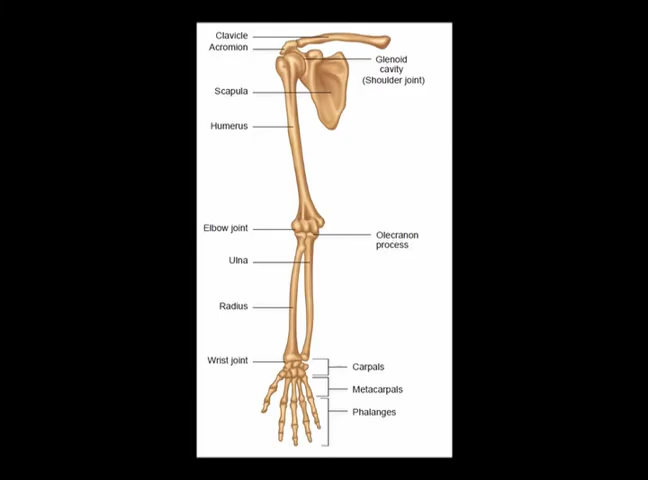 Clavicle
Acromion
Glenoid
cavity
(Shoulder joint)
Scapula
Humerus
Elbow joint
Olecranon
process
Ulna
Radius
Wrist joint
Carpals
Metacarpals
Phalanges